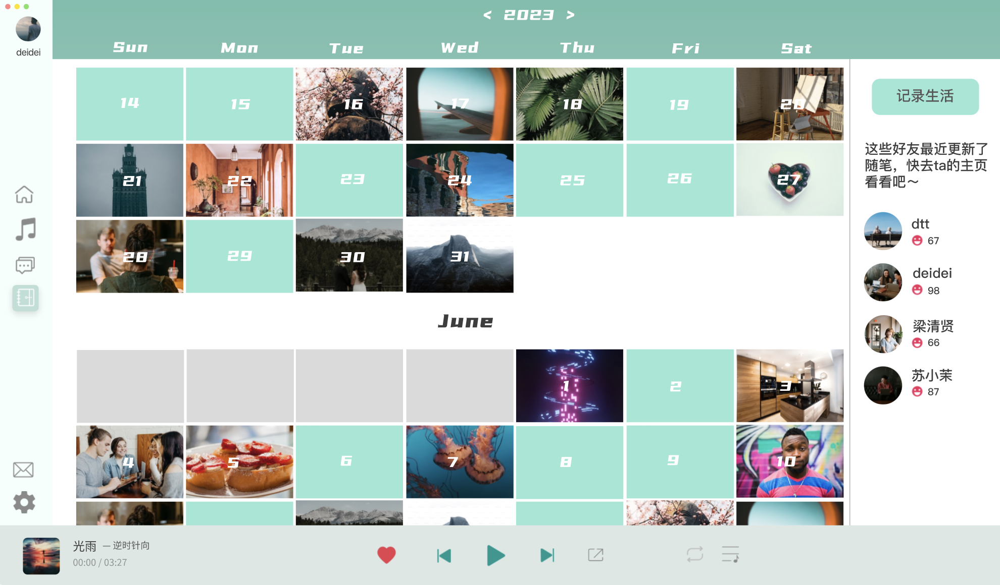 deidei
< 2023 >
Sun Mon Tue Wed Thu Fri Sat
14 15 16 17 18 19 20
21 22 23 24 25 26 27
28 29 30 31
June
1 2 3
4 5 6 7 8 9 10
记录生活
这些好友最近更新了
随笔，快去ta的主页
看看吧～
dtt
67
deidei
98
梁清贤
66
苏小茉
87
光雨 — 逆时针向
00:00 / 03:27